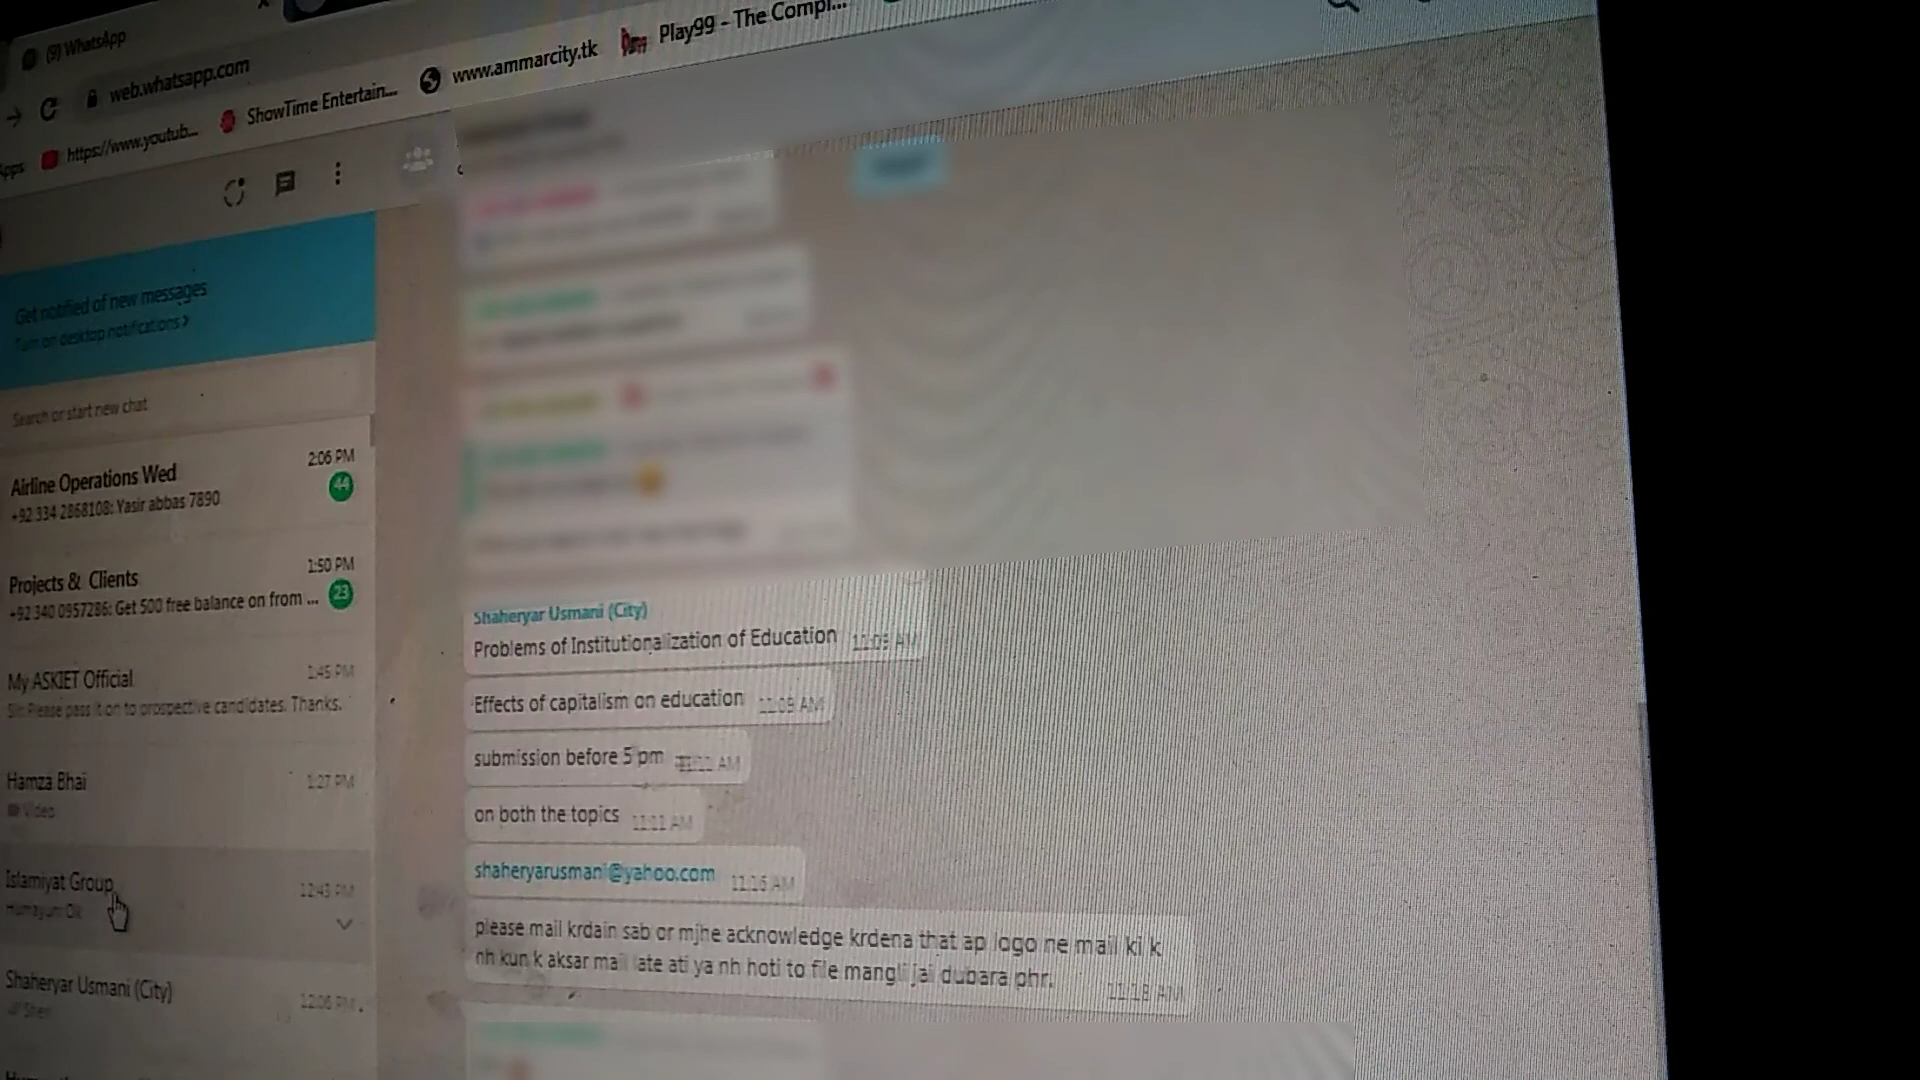 (9) WhatsApp
web.whatsapp.com
Apps
https://www.youtub...
ShowTime Entertain...
www.ammarcity.tk
Play99 - The Compl...
Get notified of new messages
Turn on desktop notifications >
Search or start new chat
Airline Operations Wed
2:06 PM
+92 334 2868108: Yasir abbas 7890
44
Projects & Clients
1:50 PM
+92 340 0957286: Get 500 free balance on from ...
23
My ASKIET Official
1:45 PM
Sir: Please pass it on to prospective candidates. Thanks.
Hamza Bhai
1:27 PM
Video
Islamiyat Group
12:43 PM
Humayun: Ok
Shaheryar Usmani (City)
12:06 PM
Shaheryar Usmani (City)
Problems of Institutionalization of Education 11:09 AM
Effects of capitalism on education 11:09 AM
submission before 5 pm 11:11 AM
on both the topics 11:11 AM
shaheryarusmani@yahoo.com 11:16 AM
please mail krdain sab or mjhe acknowledge krdena that ap logo ne mail ki k
nh kun k aksar mail late ati ya nh hoti to file mangli jai dubara phr.
11:18 AM